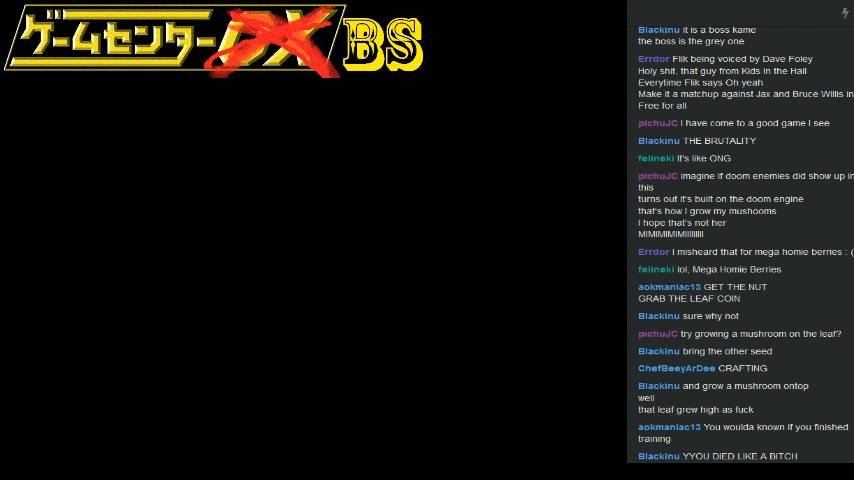 ゲームセンターDX BS
Blackinu it is a boss kame
the boss is the grey one
Errdor Flik being voiced by Dave Foley
Holy shit, that guy from Kids in the Hall
Everytime Flik says Oh yeah
Make it a matchup against Jax and Bruce Willis in
Free for all
pichuJC I have come to a good game I see
Blackinu THE BRUTALITY
felineki It's like ONG
pichuJC imagine if doom enemies did show up in
this
turns out it's built on the doom engine
that's how I grow my mushooms
I hope that's not her
MIMIMIMIMIIIIIIIII
Errdor I misheard that for mega homie berries : (
felineki lol, Mega Homie Berries
aokmaniac13 GET THE NUT
GRAB THE LEAF COIN
Blackinu sure why not
pichuJC try growing a mushroom on the leaf?
Blackinu bring the other seed
ChefBeeyArDee CRAFTING
Blackinu and grow a mushroom ontop
well
that leaf grew high as fuck
aokmaniac13 You woulda known if you finished
training
Blackinu YYOU DIED LIKE A BITCH